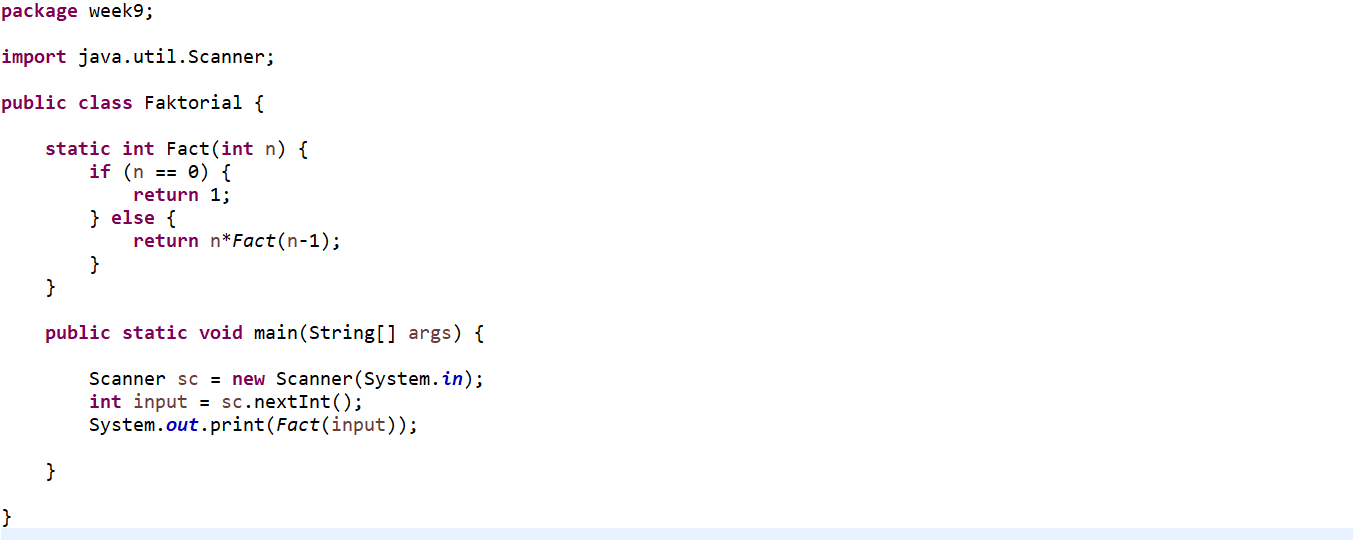 package week9;
import java.util.Scanner;
public class Faktorial {
static int Fact(int n) {
if (n == 0) {
return 1;
} else {
return n*Fact(n-1);
}
}
public static void main(String[] args) {
Scanner sc = new Scanner(System.in);
int input = sc.nextInt();
System.out.print(Fact(input));
}
}